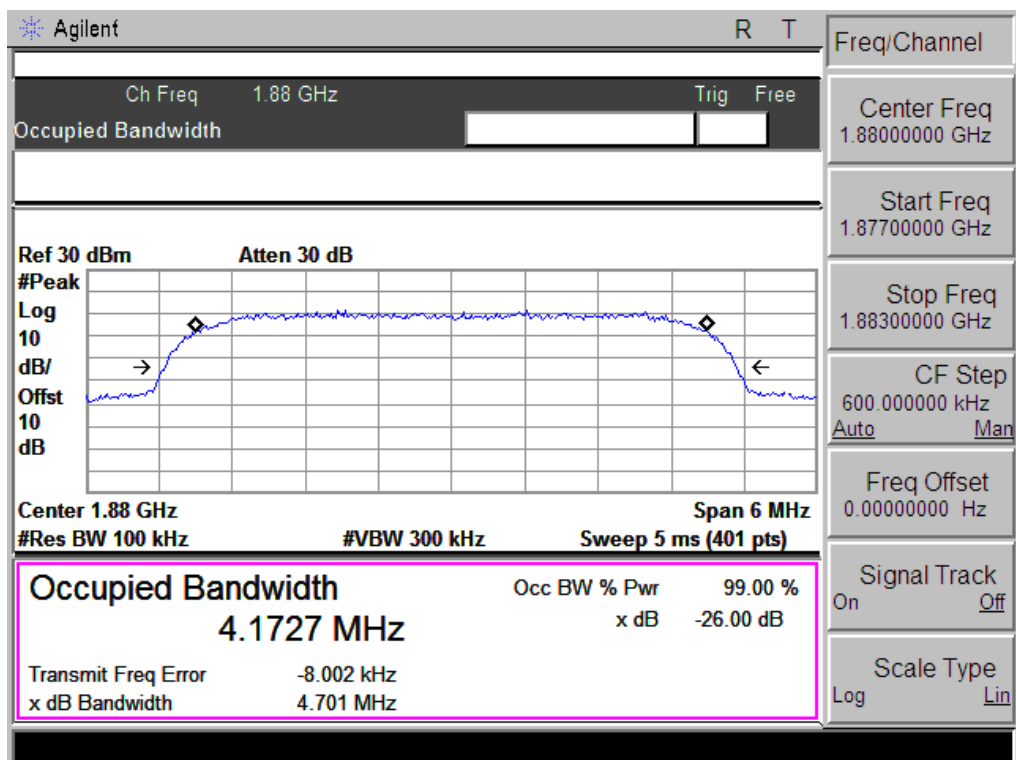 Agilent R T
Ch Freq 1.88 GHz Trig Free
Occupied Bandwidth
Ref 30 dBm Atten 30 dB
#Peak
Log
10
dB/
Offst
10
dB
Center 1.88 GHz Span 6 MHz
#Res BW 100 kHz #VBW 300 kHz Sweep 5 ms (401 pts)
Occupied Bandwidth Occ BW % Pwr 99.00 %
4.1727 MHz x dB -26.00 dB
Transmit Freq Error -8.002 kHz
x dB Bandwidth 4.701 MHz
Freq/Channel
Center Freq
1.88000000 GHz
Start Freq
1.87700000 GHz
Stop Freq
1.88300000 GHz
CF Step
600.000000 kHz
Auto Man
Freq Offset
0.00000000 Hz
Signal Track
On Off
Scale Type
Log Lin